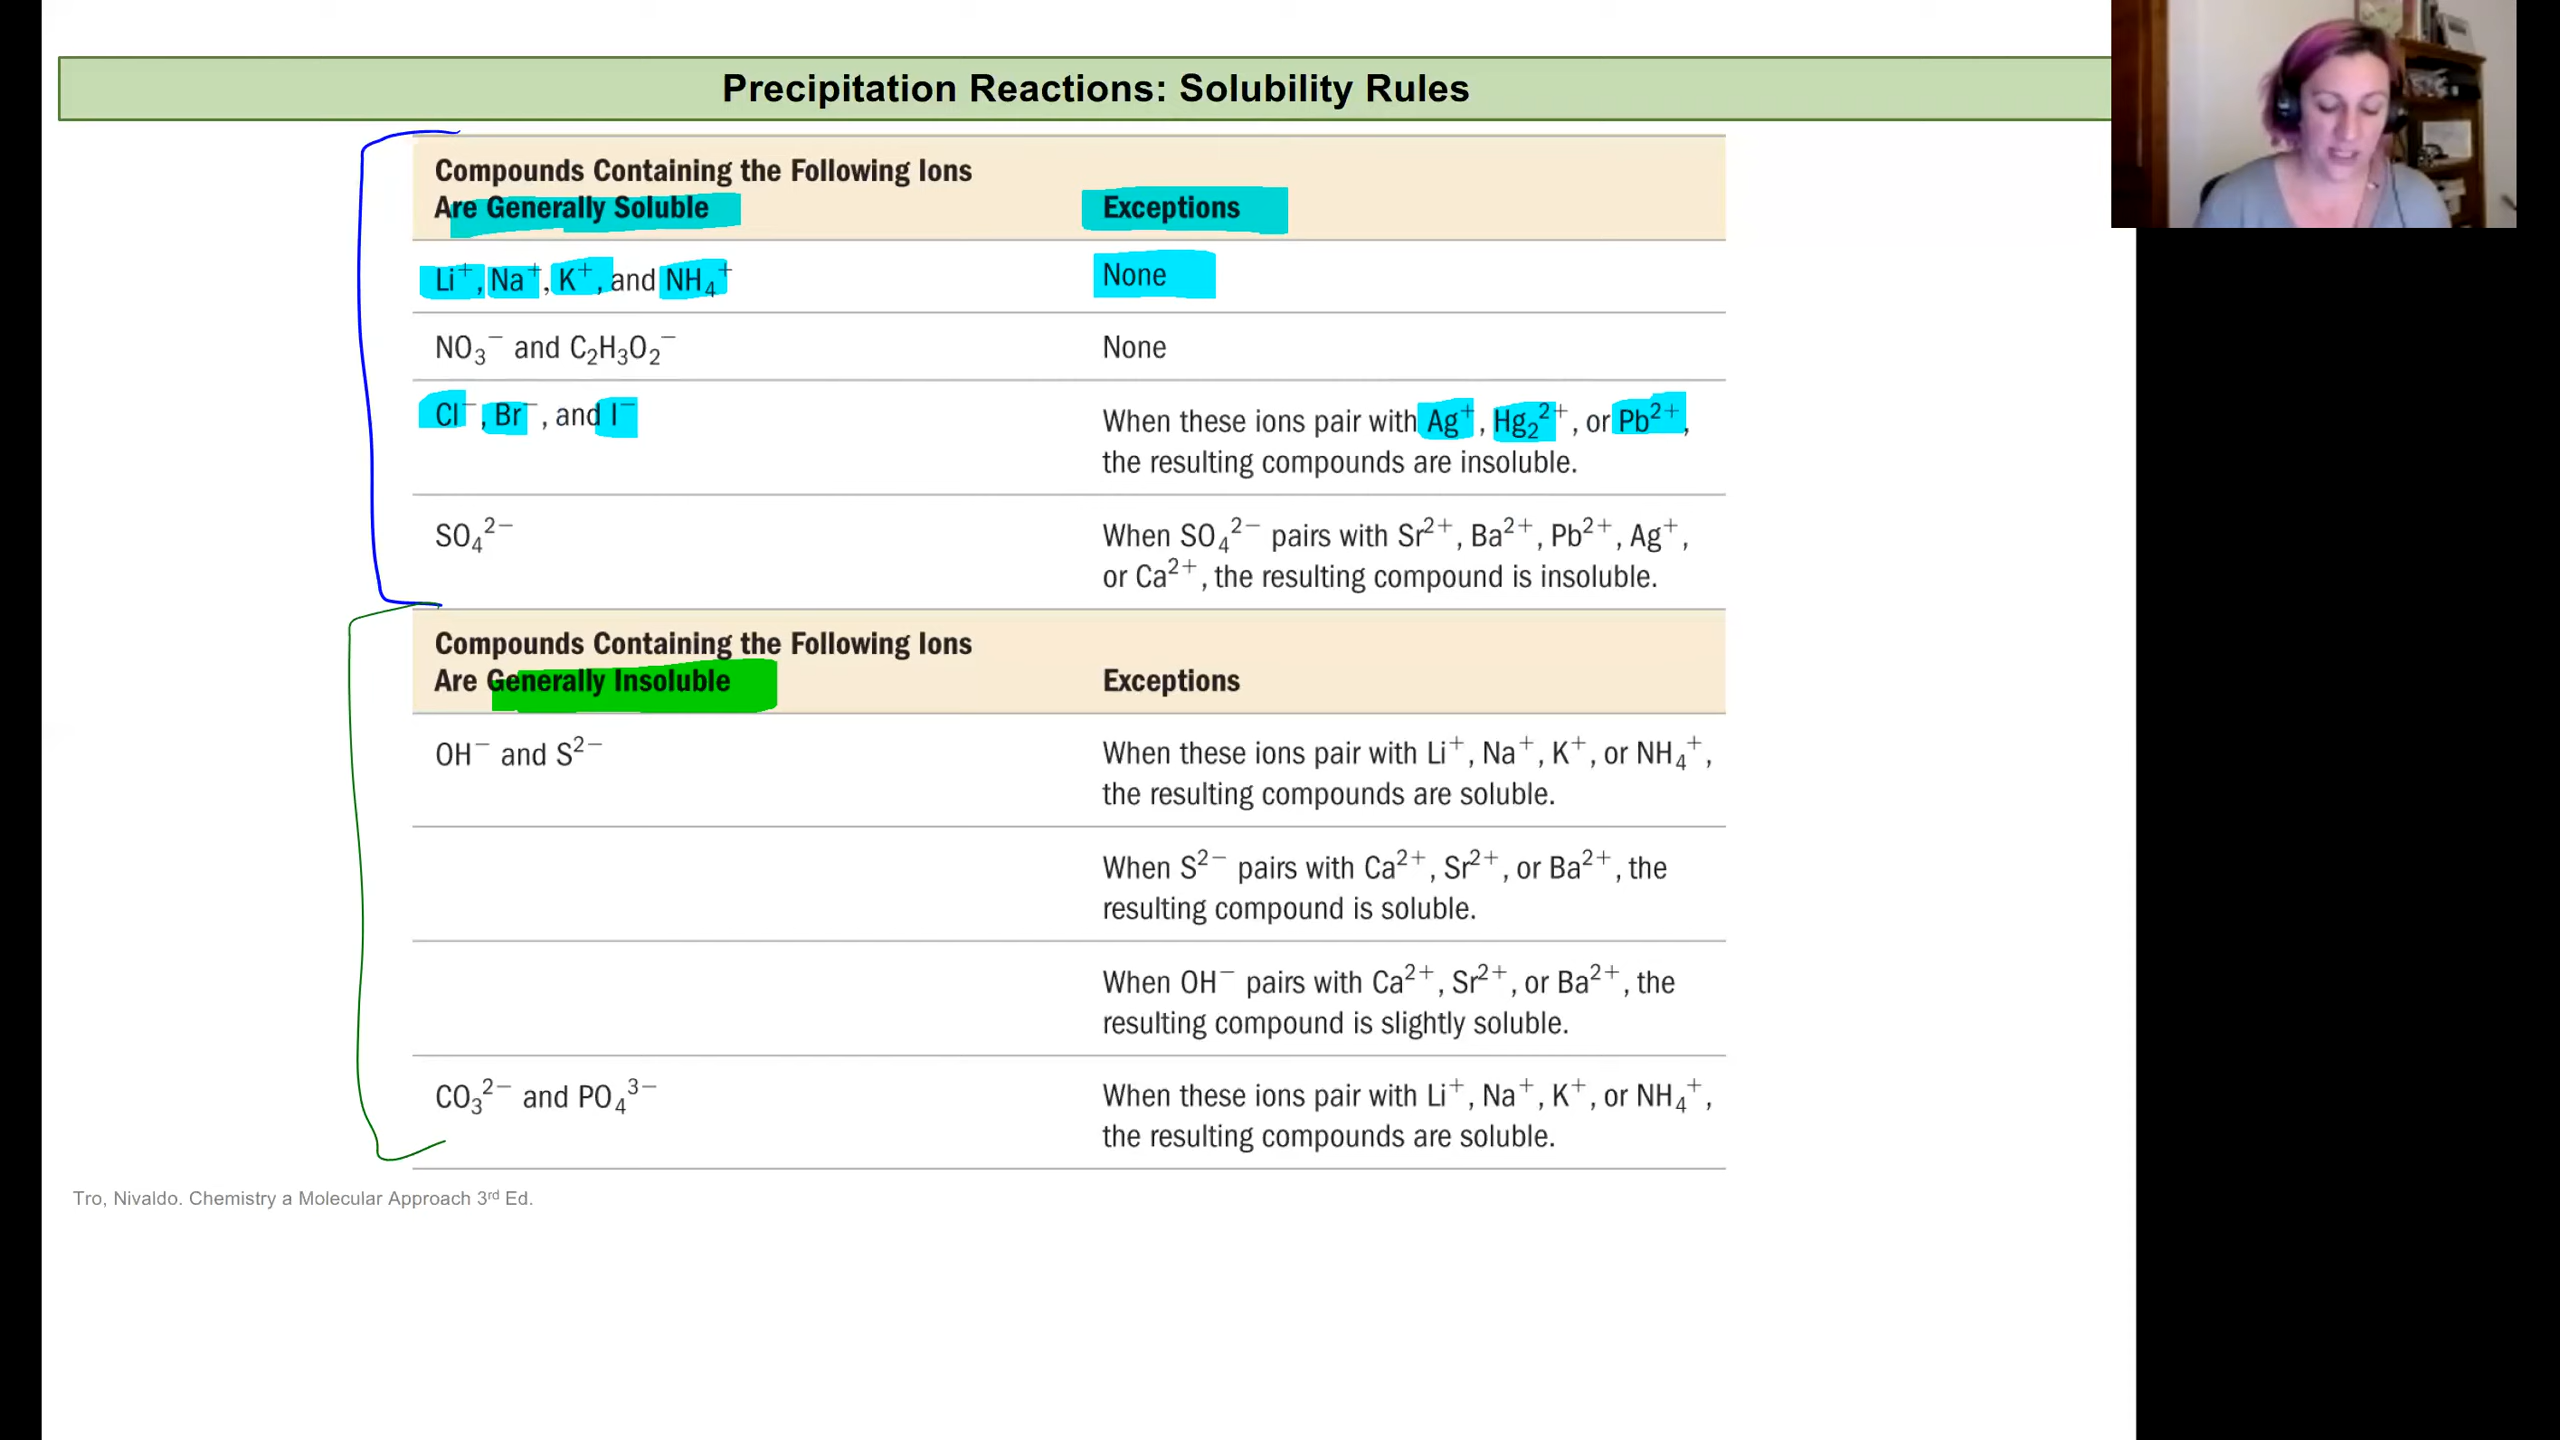 Precipitation Reactions: Solubility Rules
Compounds Containing the Following Ions
Are Generally Soluble
Exceptions
Li⁺, Na⁺, K⁺, and NH₄⁺
None
NO₃⁻ and C₂H₃O₂⁻
None
Cl⁻, Br⁻, and I⁻
When these ions pair with Ag⁺, Hg₂²⁺, or Pb²⁺,
the resulting compounds are insoluble.
SO₄²⁻
When SO₄²⁻ pairs with Sr²⁺, Ba²⁺, Pb²⁺, Ag⁺,
or Ca²⁺, the resulting compound is insoluble.
Compounds Containing the Following Ions
Are Generally Insoluble
Exceptions
OH⁻ and S²⁻
When these ions pair with Li⁺, Na⁺, K⁺, or NH₄⁺,
the resulting compounds are soluble.
When S²⁻ pairs with Ca²⁺, Sr²⁺, or Ba²⁺, the
resulting compound is soluble.
When OH⁻ pairs with Ca²⁺, Sr²⁺, or Ba²⁺, the
resulting compound is slightly soluble.
CO₃²⁻ and PO₄³⁻
When these ions pair with Li⁺, Na⁺, K⁺, or NH₄⁺,
the resulting compounds are soluble.
Tro, Nivaldo. Chemistry a Molecular Approach 3rd Ed.